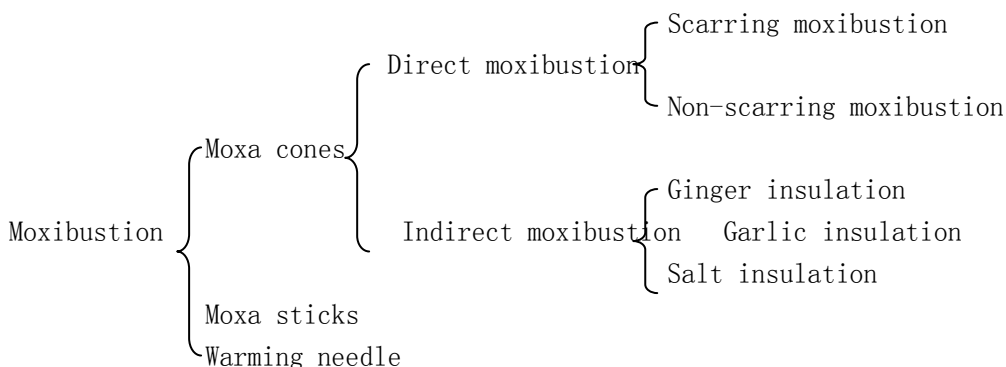 Scarring moxibustion
Direct moxibustion
Non-scarring moxibustion
Moxa cones
Ginger insulation
Moxibustion
Indirect moxibustion
Garlic insulation
Salt insulation
Moxa sticks
Warming needle